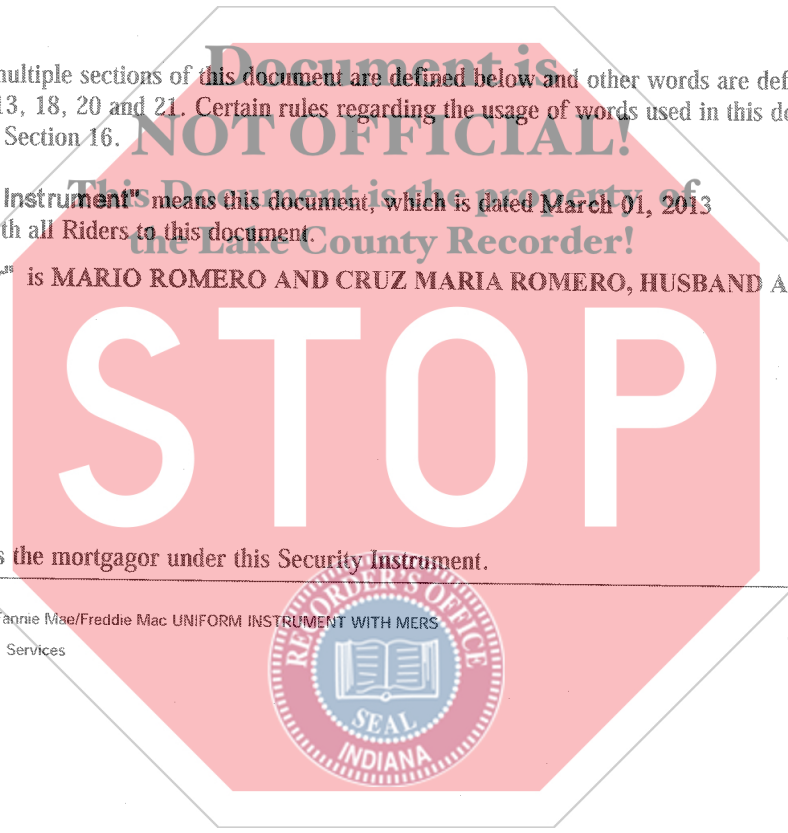 Document is
multiple sections of this document are defined below and other words are def
13, 18, 20 and 21. Certain rules regarding the usage of words used in this do
Section 16.
NOT OFFICIAL!
Instrument" means this document, which is dated March 01, 2013
This Document is the property of
th all Riders to this document.
the Lake County Recorder!
" is MARIO ROMERO AND CRUZ MARIA ROMERO, HUSBAND A
STOP
s the mortgagor under this Security Instrument.
Fannie Mae/Freddie Mac UNIFORM INSTRUMENT WITH MERS
Services
RECORDER'S OFFICE
SEAL
INDIANA